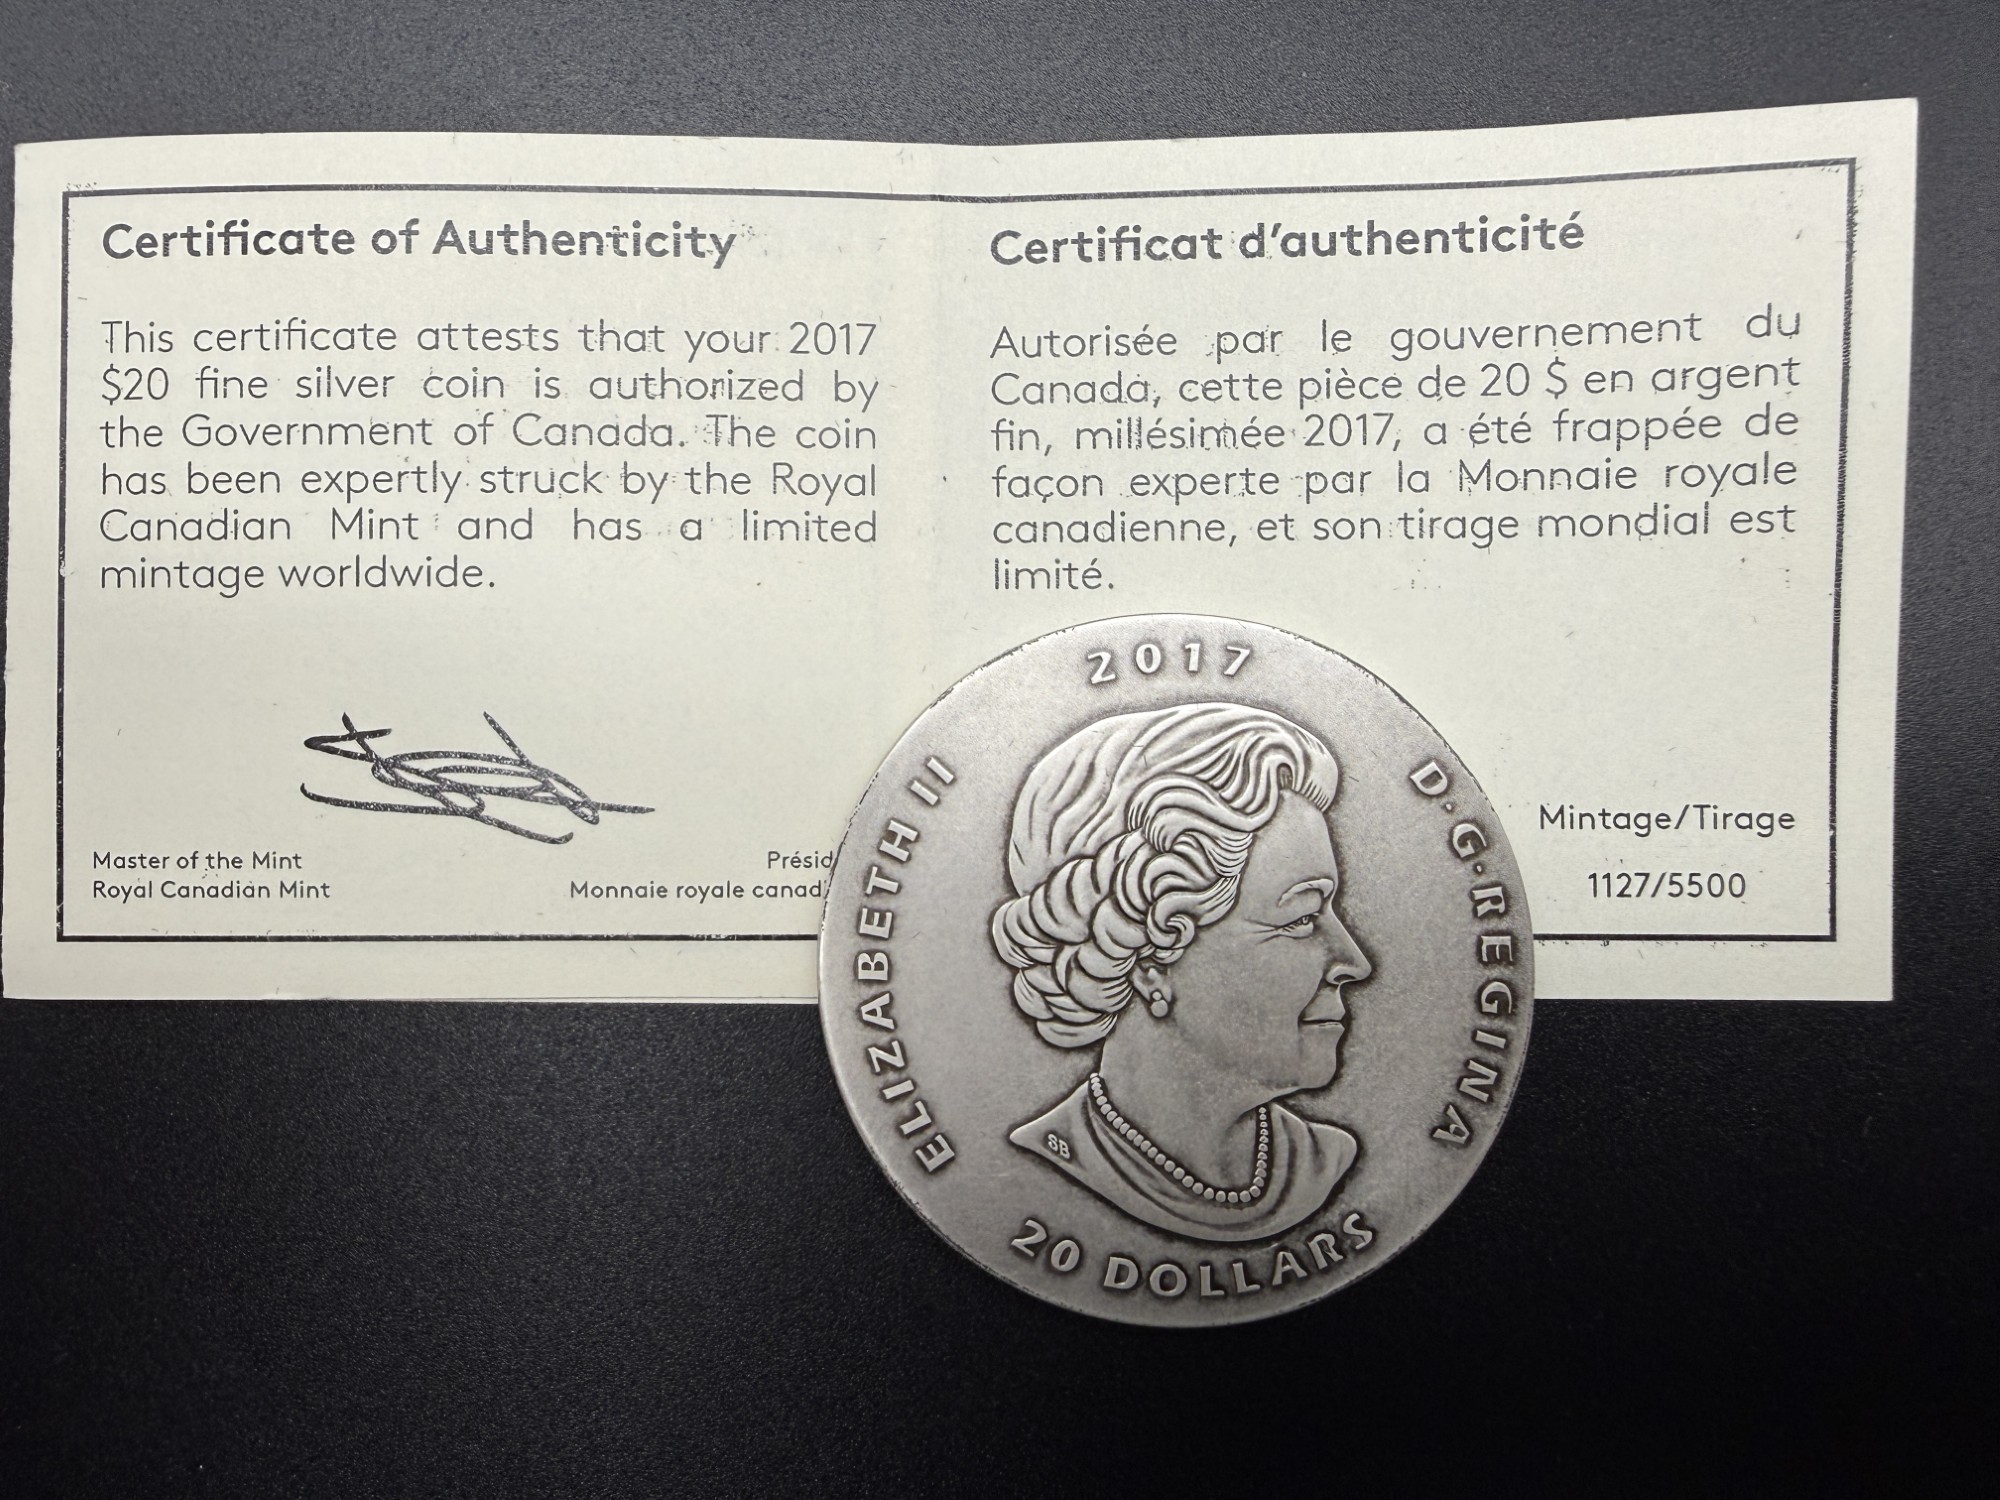 Certificate of Authenticity
This certificate attests that your 2017
$20 fine silver coin is authorized by
the Government of Canada. The coin
has been expertly struck by the Royal
Canadian Mint and has a limited
mintage worldwide.
Master of the Mint
Royal Canadian Mint
Présid
Monnaie royale canad
Certificat d'authenticité
Autorisée par le gouvernement du
Canada, cette pièce de 20 $ en argent
fin, millésimée 2017, a été frappée de
façon experte par la Monnaie royale
canadienne, et son tirage mondial est
limité.
Mintage/Tirage
1127/5500
2017
ELIZABETH II
D·G·REGINA
SB
20 DOLLARS